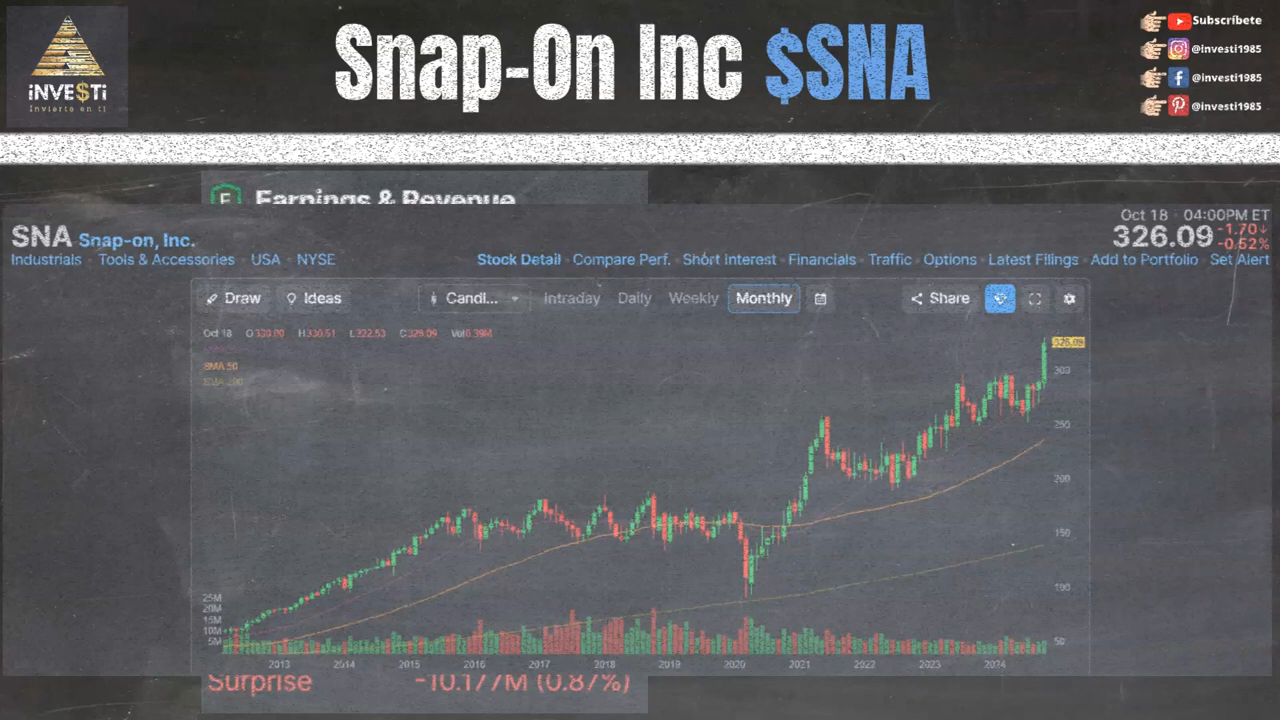 Snap-On Inc $SNA
iNVE$Ti
Invierte en ti
Subscríbete
@investi1985
@investi1985
@investi1985
Earnings & Revenue
Oct 18 · 04:00PM ET
SNA Snap-on, Inc.
326.09
-1.70↓
-0.52%
Industrials · Tools & Accessories · USA · NYSE
Stock Detail · Compare Perf. · Short Interest · Financials · Traffic · Options · Latest Filings · Add to Portfolio · Set Alert
Draw Ideas Candl... Intraday Daily Weekly Monthly Share
Oct 18
SMA 50
SMA 200
326.09
300
250
200
150
100
50
25M
20M
15M
10M
5M
2013 2014 2015 2016 2017 2018 2019 2020 2021 2022 2023 2024
Surprise -10.177M (0.87%)